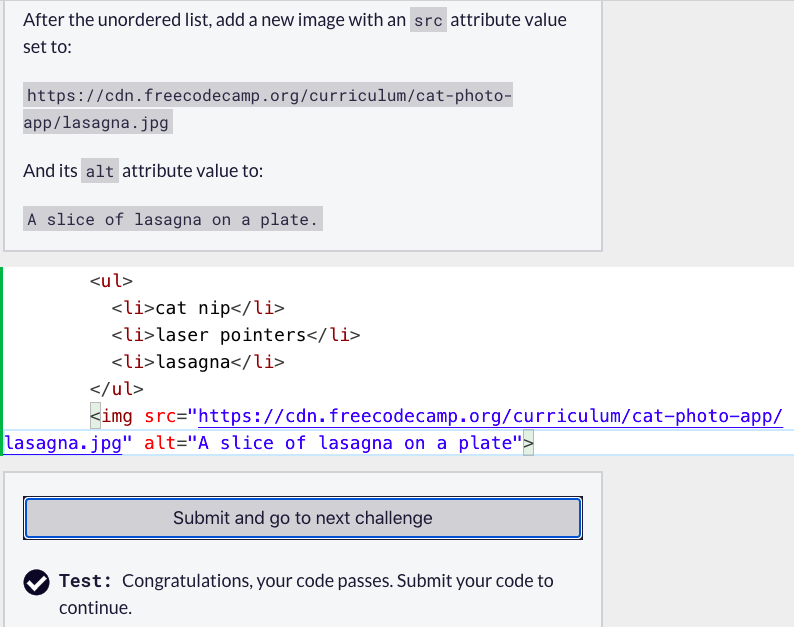 After the unordered list, add a new image with an src attribute value
set to:
https://cdn.freecodecamp.org/curriculum/cat-photo-
app/lasagna.jpg
And its alt attribute value to:
A slice of lasagna on a plate.
<ul>
<li>cat nip</li>
<li>laser pointers</li>
<li>lasagna</li>
</ul>
<img src="https://cdn.freecodecamp.org/curriculum/cat-photo-app/
lasagna.jpg" alt="A slice of lasagna on a plate">
Submit and go to next challenge
Test: Congratulations, your code passes. Submit your code to
continue.